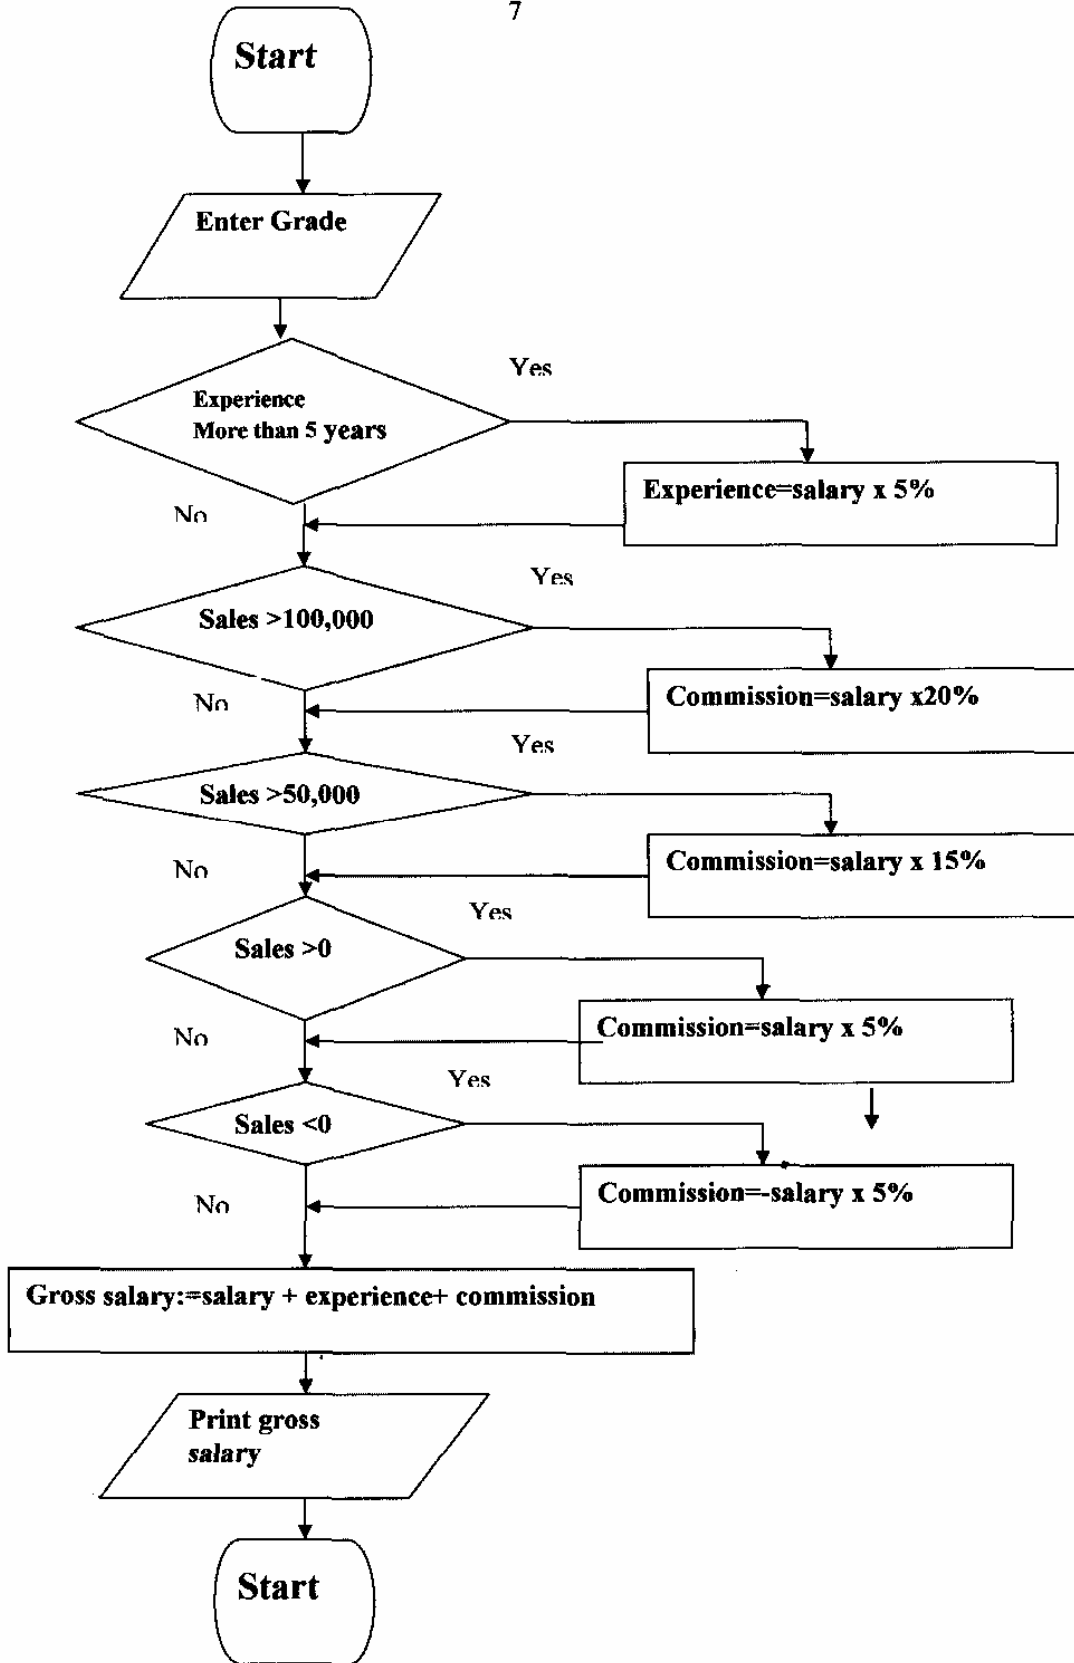 7
Start
Enter Grade
Yes
Experience
More than 5 years
Experience=salary x 5%
No
Yes
Sales >100,000
Commission=salary x20%
No
Yes
Sales >50,000
Commission=salary x 15%
No
Yes
Sales >0
Commission=salary x 5%
No
Yes
Sales <0
Commission=-salary x 5%
No
Gross salary:=salary + experience+ commission
Print gross
salary
Start